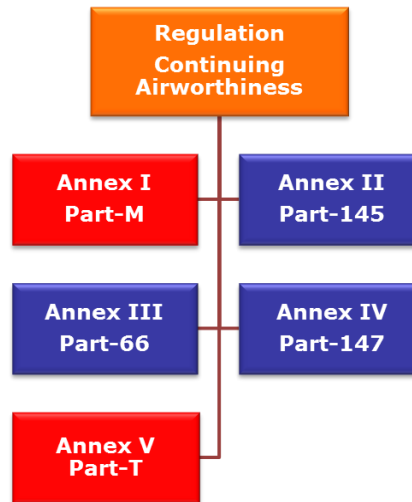 Regulation
Continuing
Airworthiness
Annex I
Part-M
Annex II
Part-145
Annex III
Part-66
Annex IV
Part-147
Annex V
Part-T